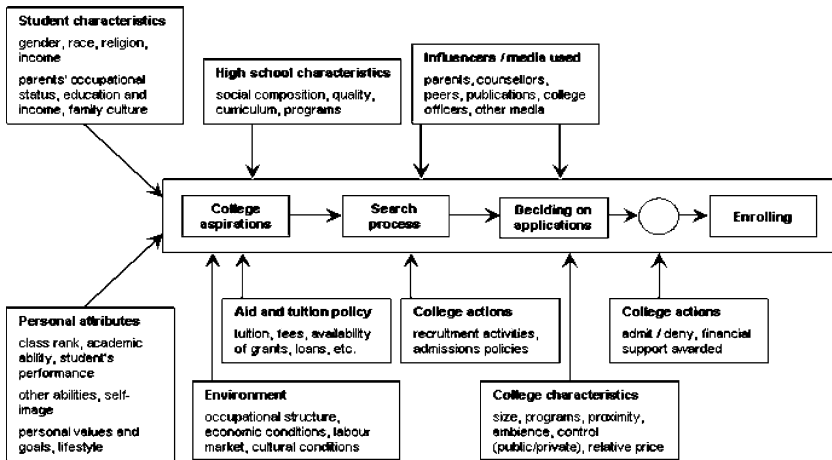 Student characteristics
gender, race, religion,
income
parents' occupational
status, education and
income, family culture
High school characteristics
social composition, quality,
curriculum, programs
Influencers / media used
parents, counsellors,
peers, publications, college
officers, other media
College
aspirations
Search
process
Deciding on
applications
Enrolling
Personal attributes
class rank, academic
ability, student's
performance
other abilities, self-
image
personal values and
goals, lifestyle
Aid and tuition policy
tuition, fees, availability
of grants, loans, etc.
College actions
recruitment activities,
admissions policies
College actions
admit / deny, financial
support awarded
Environment
occupational structure,
economic conditions, labour
market, cultural conditions
College characteristics
size, programs, proximity,
ambience, control
(public/private), relative price